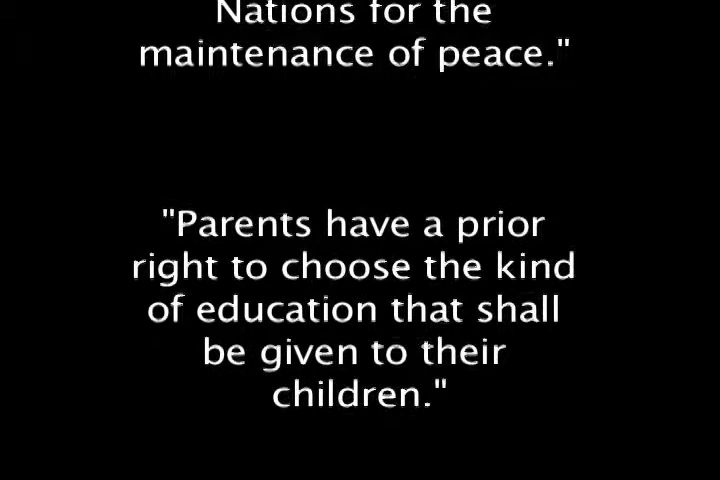 Nations for the
maintenance of peace."
"Parents have a prior
right to choose the kind
of education that shall
be given to their
children."